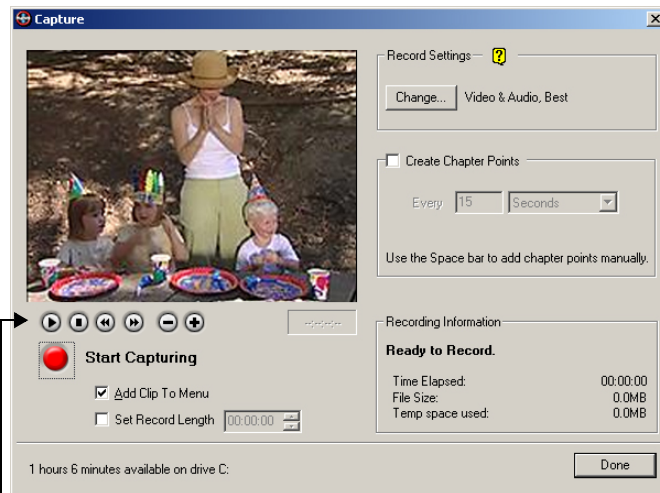 Capture
Record Settings
Change...
Video & Audio, Best
Create Chapter Points
Every 15 Seconds
Use the Space bar to add chapter points manually.
--:--:--:--
Start Capturing
Add Clip To Menu
Set Record Length 00:00:00
Recording Information
Ready to Record.
Time Elapsed: 00:00:00
File Size: 0.0MB
Temp space used: 0.0MB
1 hours 6 minutes available on drive C:
Done